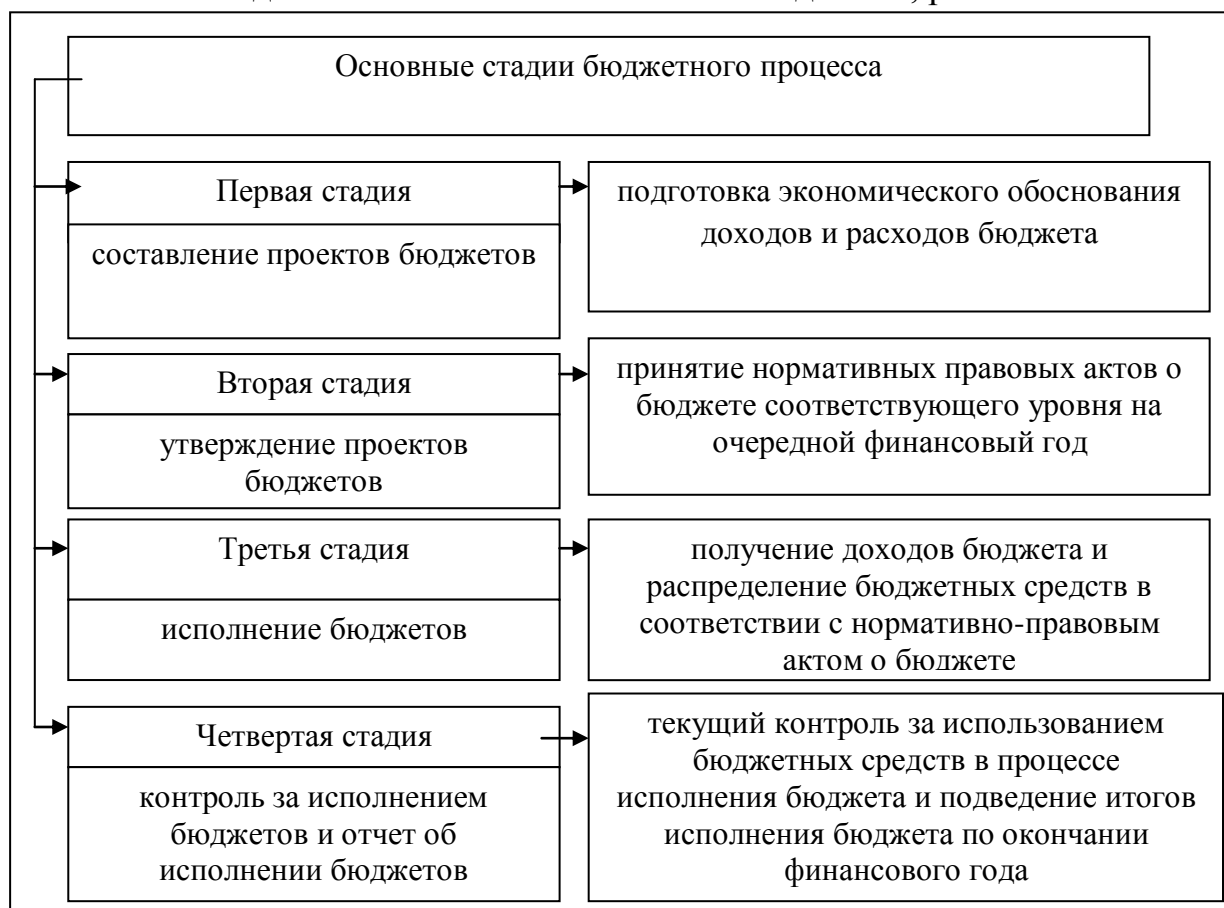 Основные стадии бюджетного процесса
Первая стадия
составление проектов бюджетов
подготовка экономического обоснования
доходов и расходов бюджета
Вторая стадия
утверждение проектов
бюджетов
принятие нормативных правовых актов о
бюджете соответствующего уровня на
очередной финансовый год
Третья стадия
исполнение бюджетов
получение доходов бюджета и
распределение бюджетных средств в
соответствии с нормативно-правовым
актом о бюджете
Четвертая стадия
контроль за исполнением
бюджетов и отчет об
исполнении бюджетов
текущий контроль за использованием
бюджетных средств в процессе
исполнения бюджета и подведение итогов
исполнения бюджета по окончании
финансового года